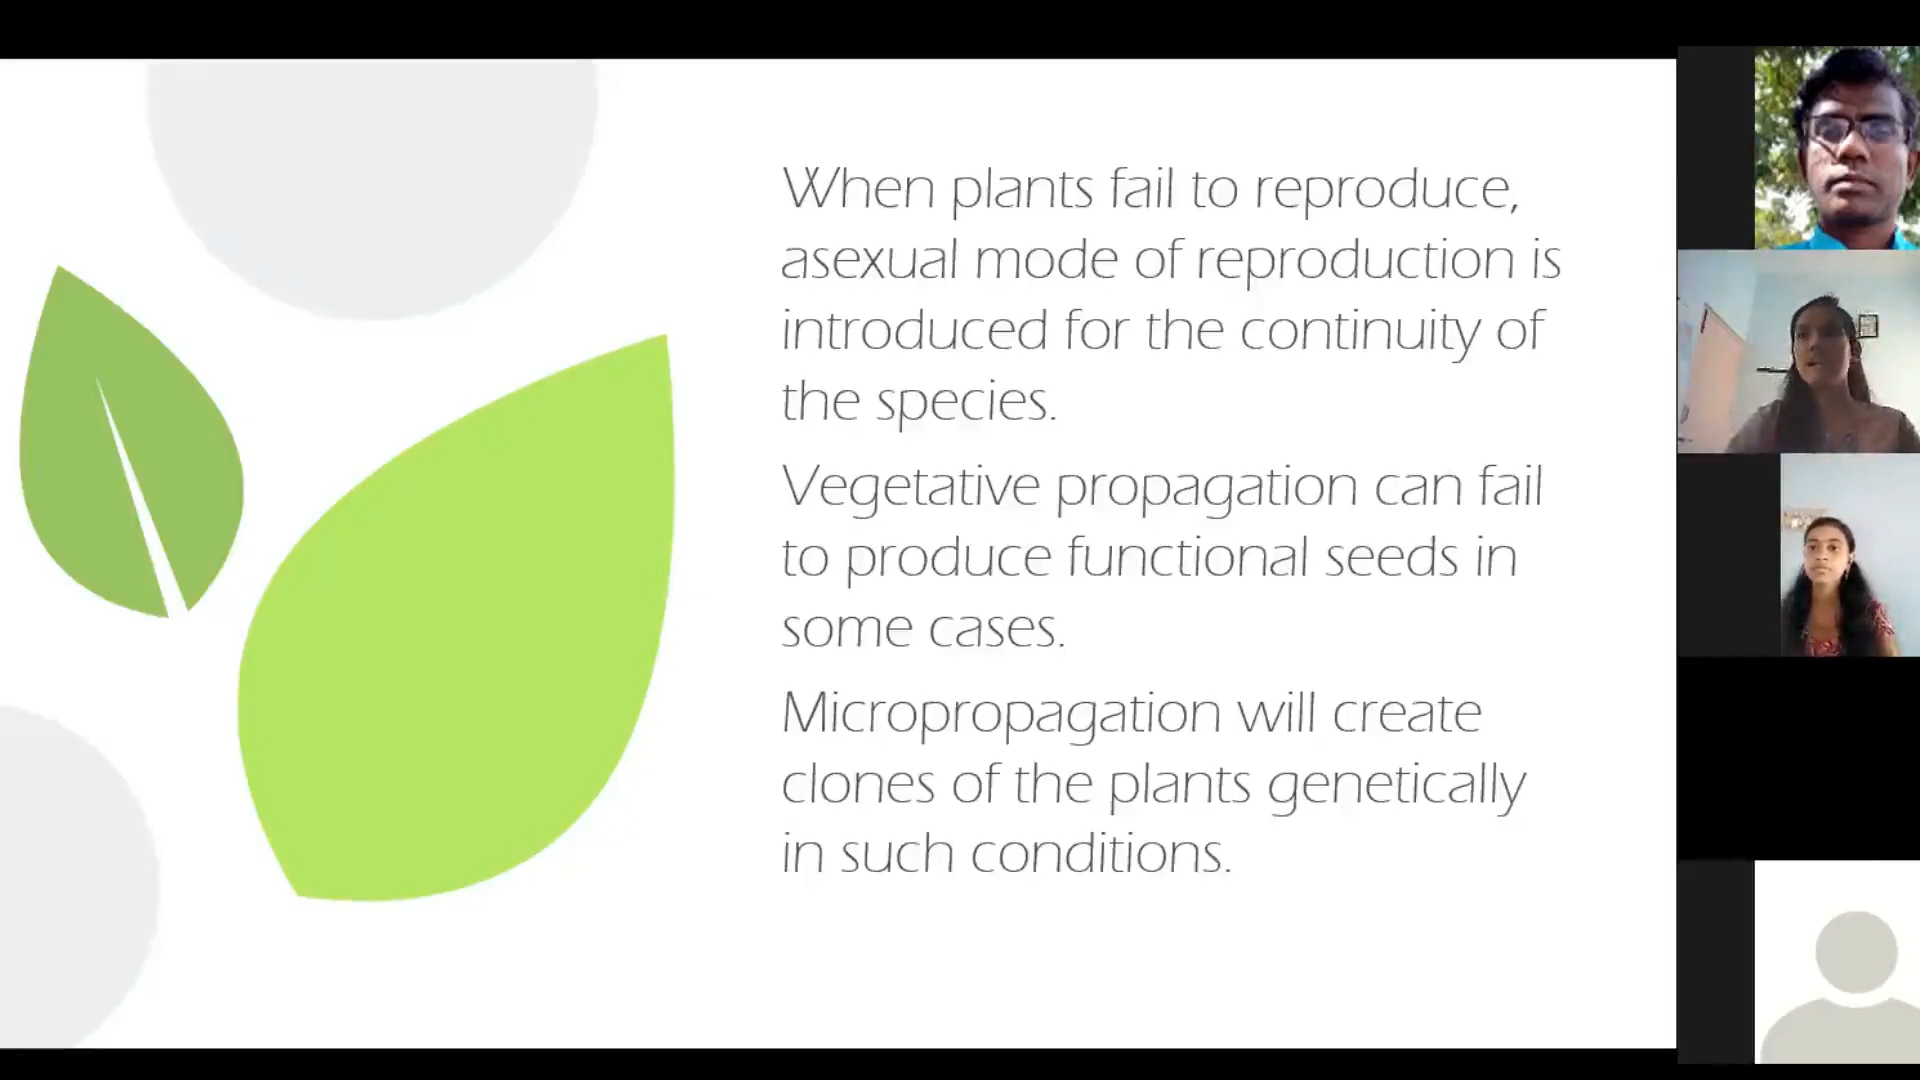 When plants fail to reproduce,
asexual mode of reproduction is
introduced for the continuity of
the species.
Vegetative propagation can fail
to produce functional seeds in
some cases.
Micropropagation will create
clones of the plants genetically
in such conditions.